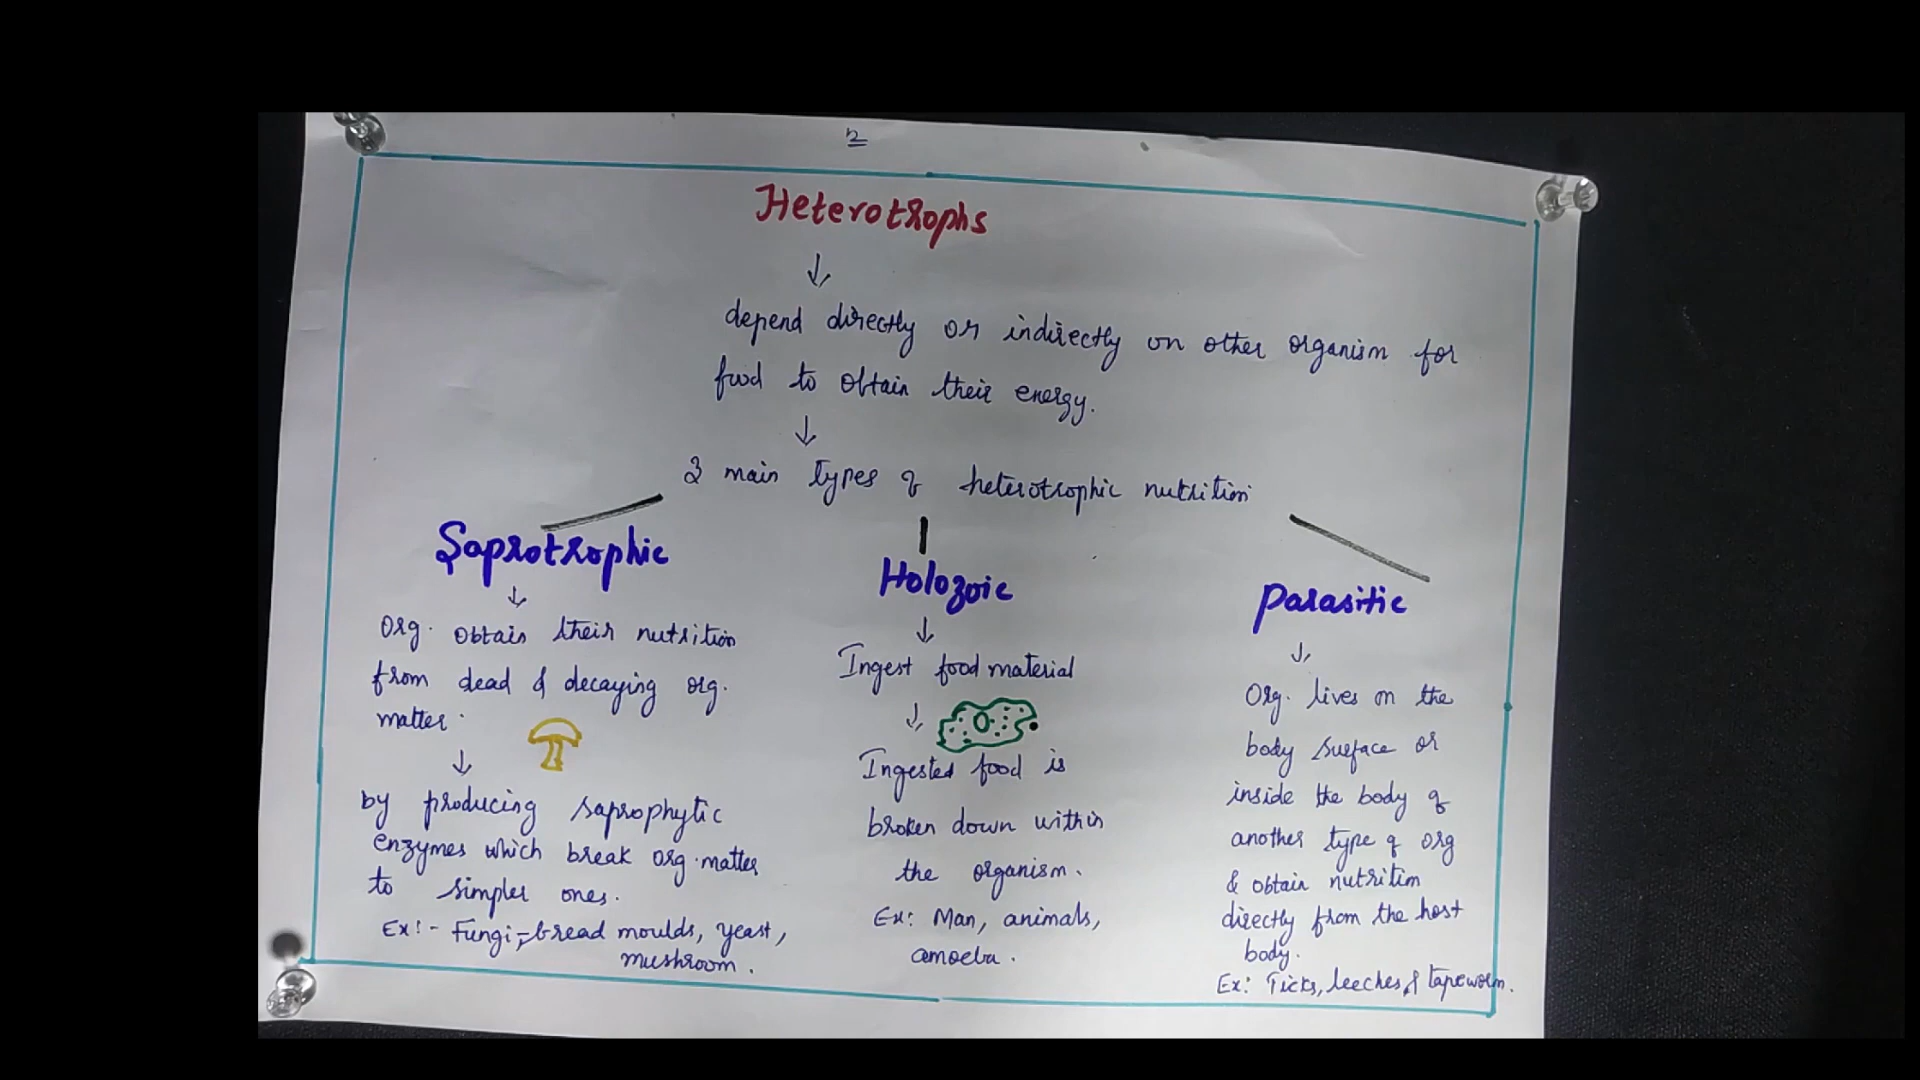 2
Heterotrophs
↓
depend directly or indirectly on other organism for
food to obtain their energy.
↓
3 main types of heterotrophic nutrition
Saprotrophic
↓
Org. obtain their nutrition
from dead & decaying org.
matter.
↓
by producing saprophytic
enzymes which break org. matter
to simpler ones.
Ex:- Fungi,-bread moulds, yeast,
mushroom.
Holozoic
↓
Ingest food material
↓
Ingested food is
broken down within
the organism.
Ex: Man, animals,
amoeba.
Parasitic
↓
Org. lives on the
body surface or
inside the body of
another type of org
& obtain nutrition
directly from the host
body.
Ex: Ticks, leeches, & tapeworm.